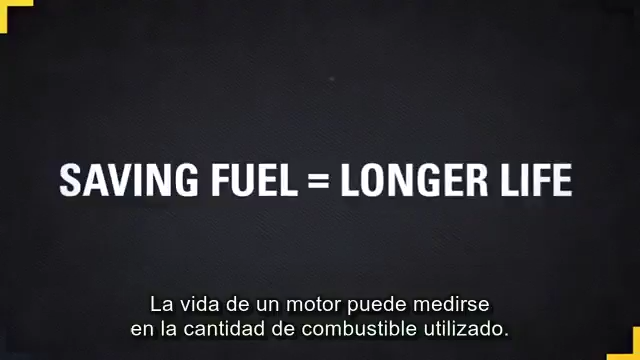 SAVING FUEL = LONGER LIFE
La vida de un motor puede medirse
en la cantidad de combustible utilizado.